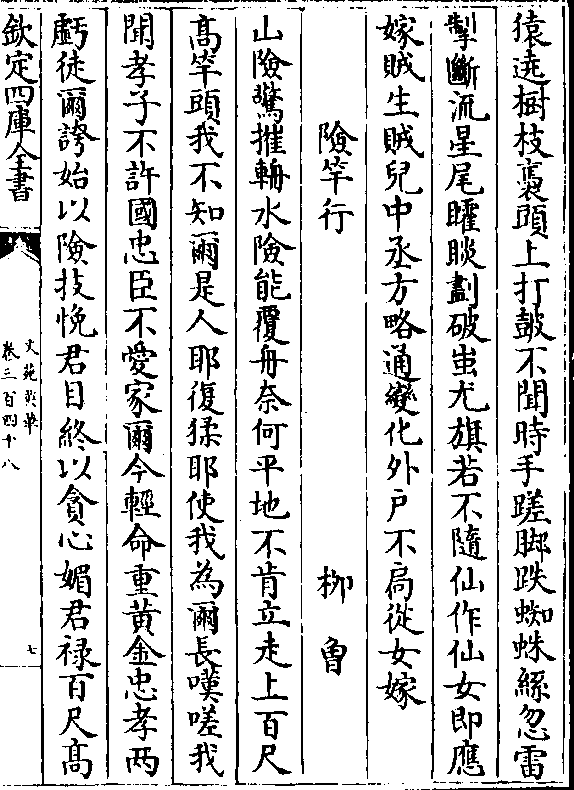 猿遶樹枝褭頭上打鼓不聞時手蹉脚跌蜘蛛絲忽雷
掣斷流星尾矐睒劃破蚩尤旗若不隨仙作仙女即應
嫁賊生賊兒中丞方略通變化外户不扃從女嫁
險竿行
栁曾
山險驚摧輈水險能覆舟奈何平地不肯立走上百尺
髙竿頭我不知爾是人耶復猱耶使我為爾長嘆嗟我
聞孝子不許國忠臣不愛家爾今輕命重黄金忠孝两
虧徒爾誇始以險技悅君目終以貪心媚君禄百尺髙
欽定四庫全書
文苑英華
卷三百四十八
七